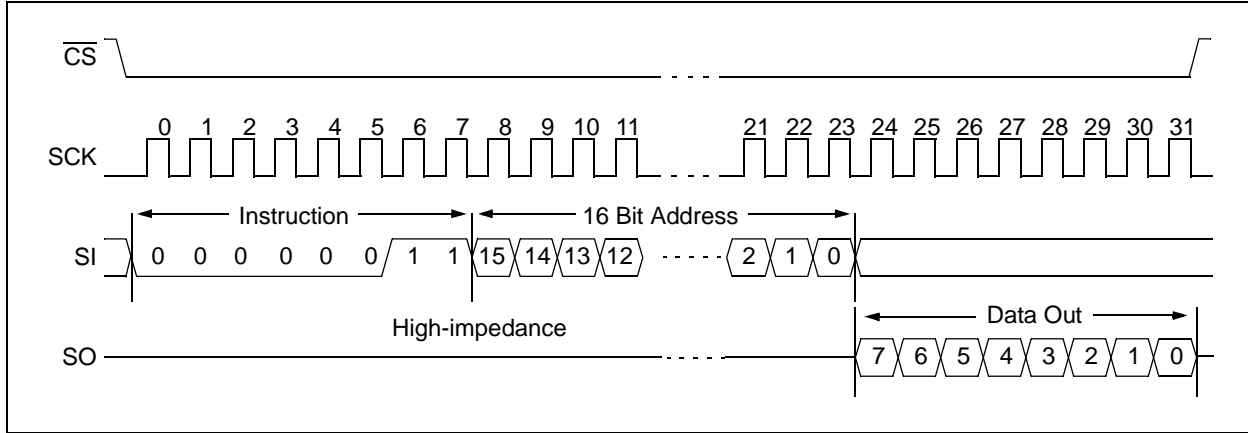 CS
0 1 2 3 4 5 6 7 8 9 10 11 21 22 23 24 25 26 27 28 29 30 31
SCK
Instruction 16 Bit Address
SI 0 0 0 0 0 0 1 1 15 14 13 12 2 1 0
High-impedance Data Out
SO 7 6 5 4 3 2 1 0